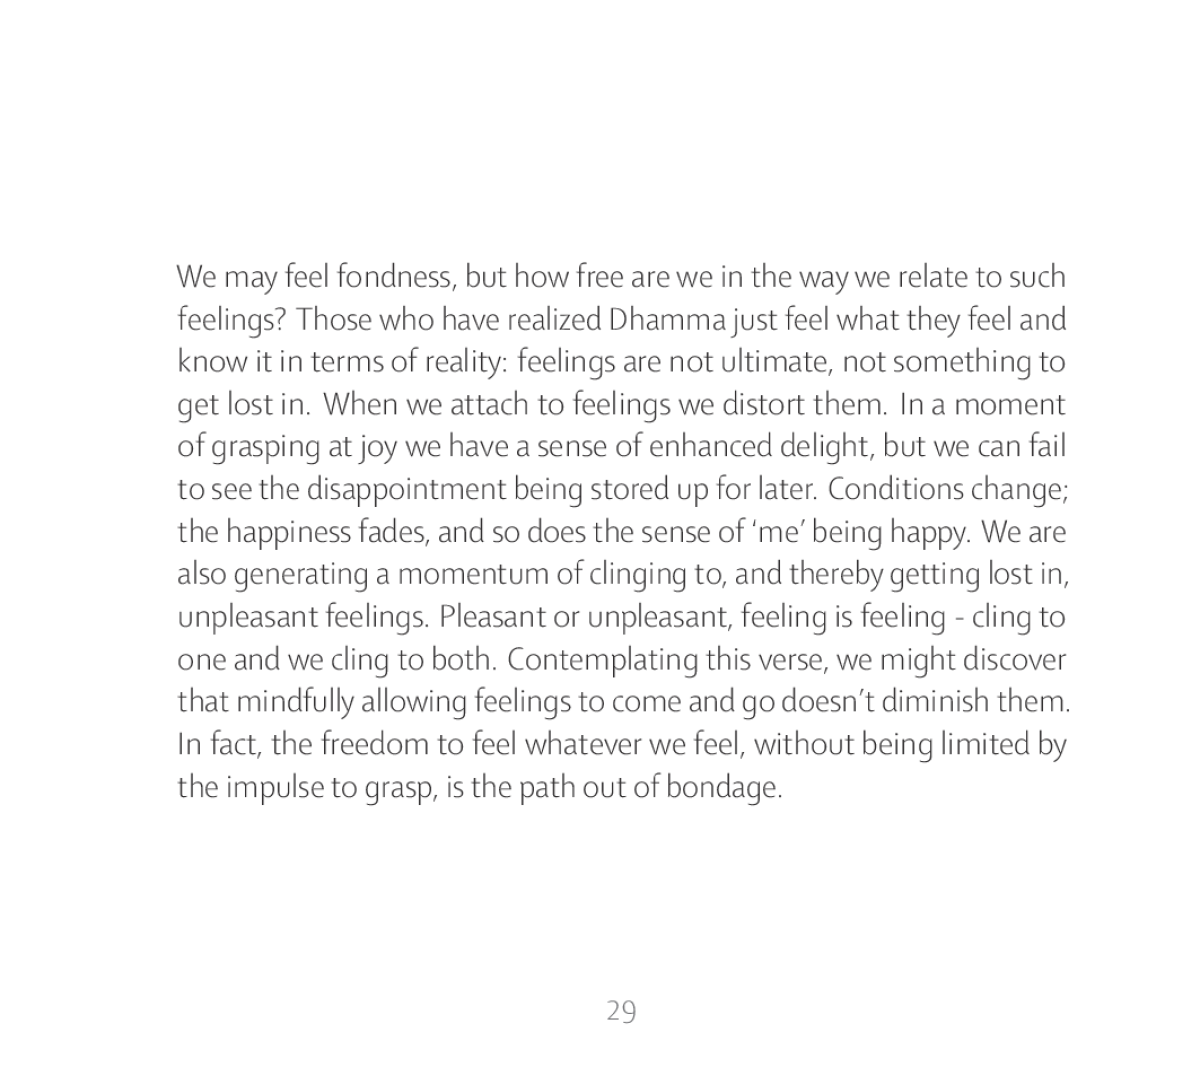 We may feel fondness, but how free are we in the way we relate to such
feelings? Those who have realized Dhamma just feel what they feel and
know it in terms of reality: feelings are not ultimate, not something to
get lost in. When we attach to feelings we distort them. In a moment
of grasping at joy we have a sense of enhanced delight, but we can fail
to see the disappointment being stored up for later. Conditions change;
the happiness fades, and so does the sense of ‘me’ being happy. We are
also generating a momentum of clinging to, and thereby getting lost in,
unpleasant feelings. Pleasant or unpleasant, feeling is feeling - cling to
one and we cling to both. Contemplating this verse, we might discover
that mindfully allowing feelings to come and go doesn’t diminish them.
In fact, the freedom to feel whatever we feel, without being limited by
the impulse to grasp, is the path out of bondage.
29